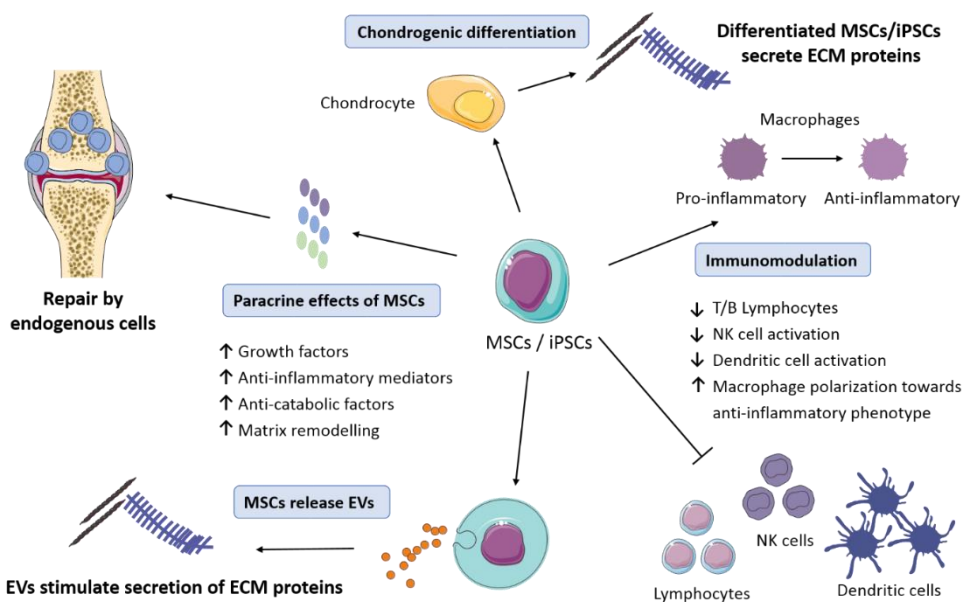 Chondrogenic differentiation
Differentiated MSCs/iPSCs
secrete ECM proteins
Chondrocyte
Macrophages
Pro-inflammatory
Anti-inflammatory
Immunomodulation
Repair by
endogenous cells
Paracrine effects of MSCs
MSCs / iPSCs
↑ Growth factors
↑ Anti-inflammatory mediators
↑ Anti-catabolic factors
↑ Matrix remodelling
↓ T/B Lymphocytes
↓ NK cell activation
↓ Dendritic cell activation
↑ Macrophage polarization towards
anti-inflammatory phenotype
MSCs release EVs
EVs stimulate secretion of ECM proteins
NK cells
Lymphocytes
Dendritic cells